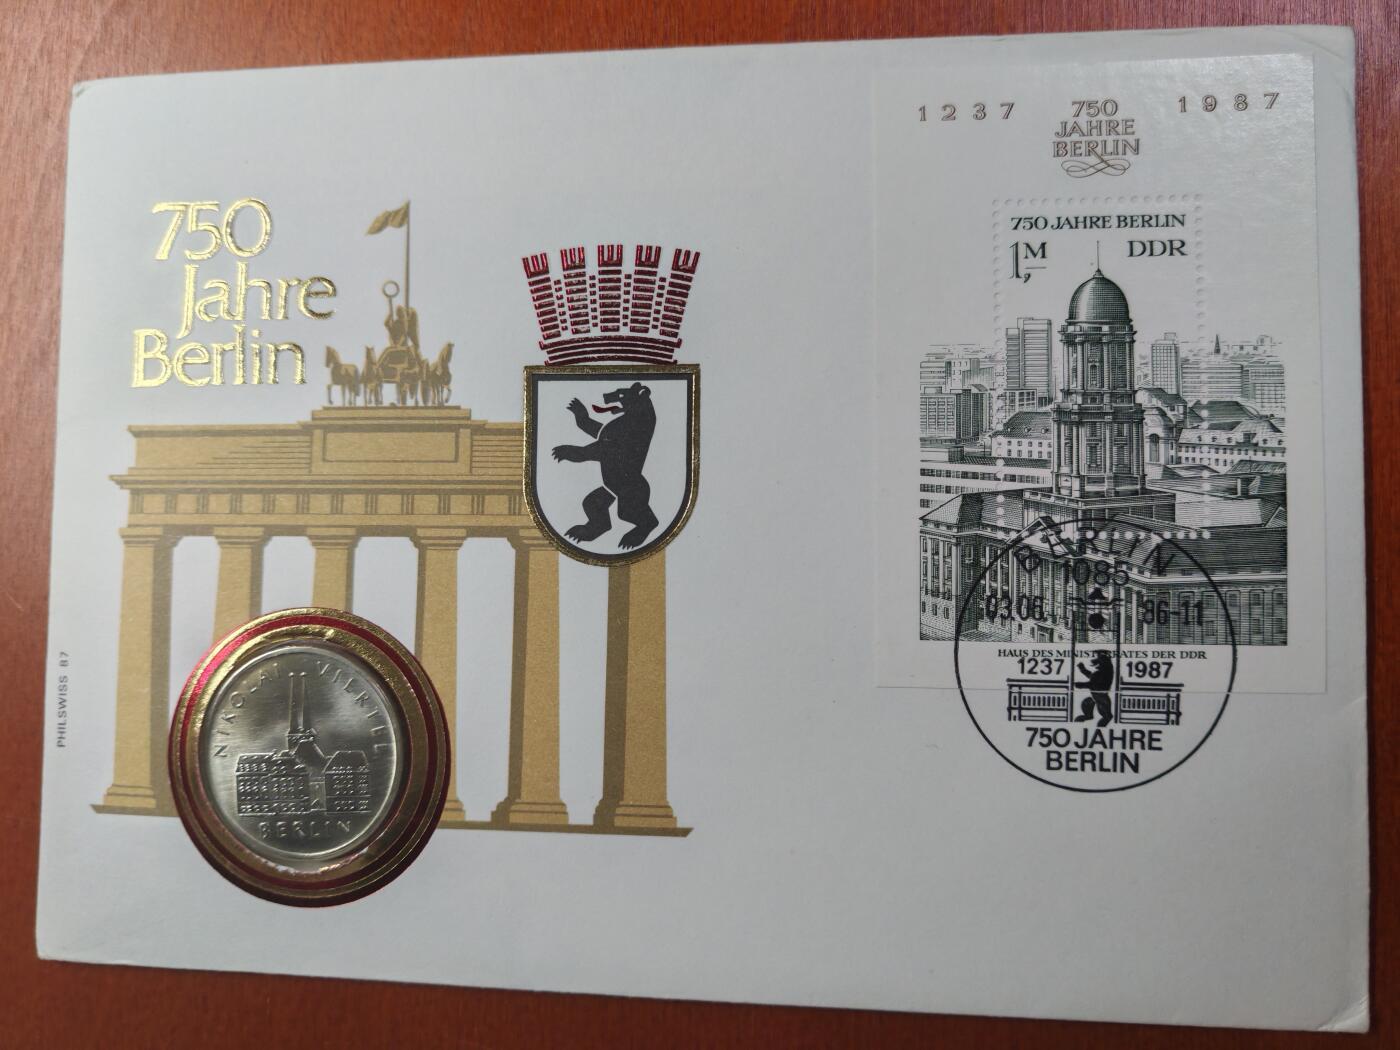 750
Jahre
Berlin
PHILSWISS 87
NIKOLAI VIERTEL
BERLIN
1237
750
JAHRE
BERLIN
1987
750 JAHRE BERLIN
1,- M
DDR
BERLIN
1085
03.06.
86-11
HAUS DES MINISTERRATES DER DDR
1237
1987
750 JAHRE
BERLIN